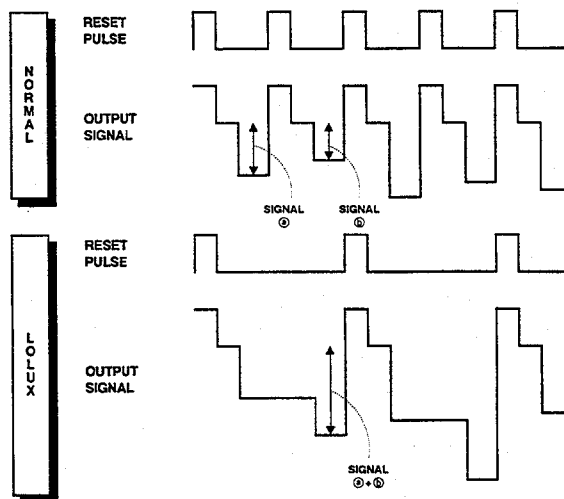 NORMAL
RESET
PULSE
OUTPUT
SIGNAL
SIGNAL
ⓐ
SIGNAL
ⓑ
LOLUX
RESET
PULSE
OUTPUT
SIGNAL
SIGNAL
ⓐ + ⓑ